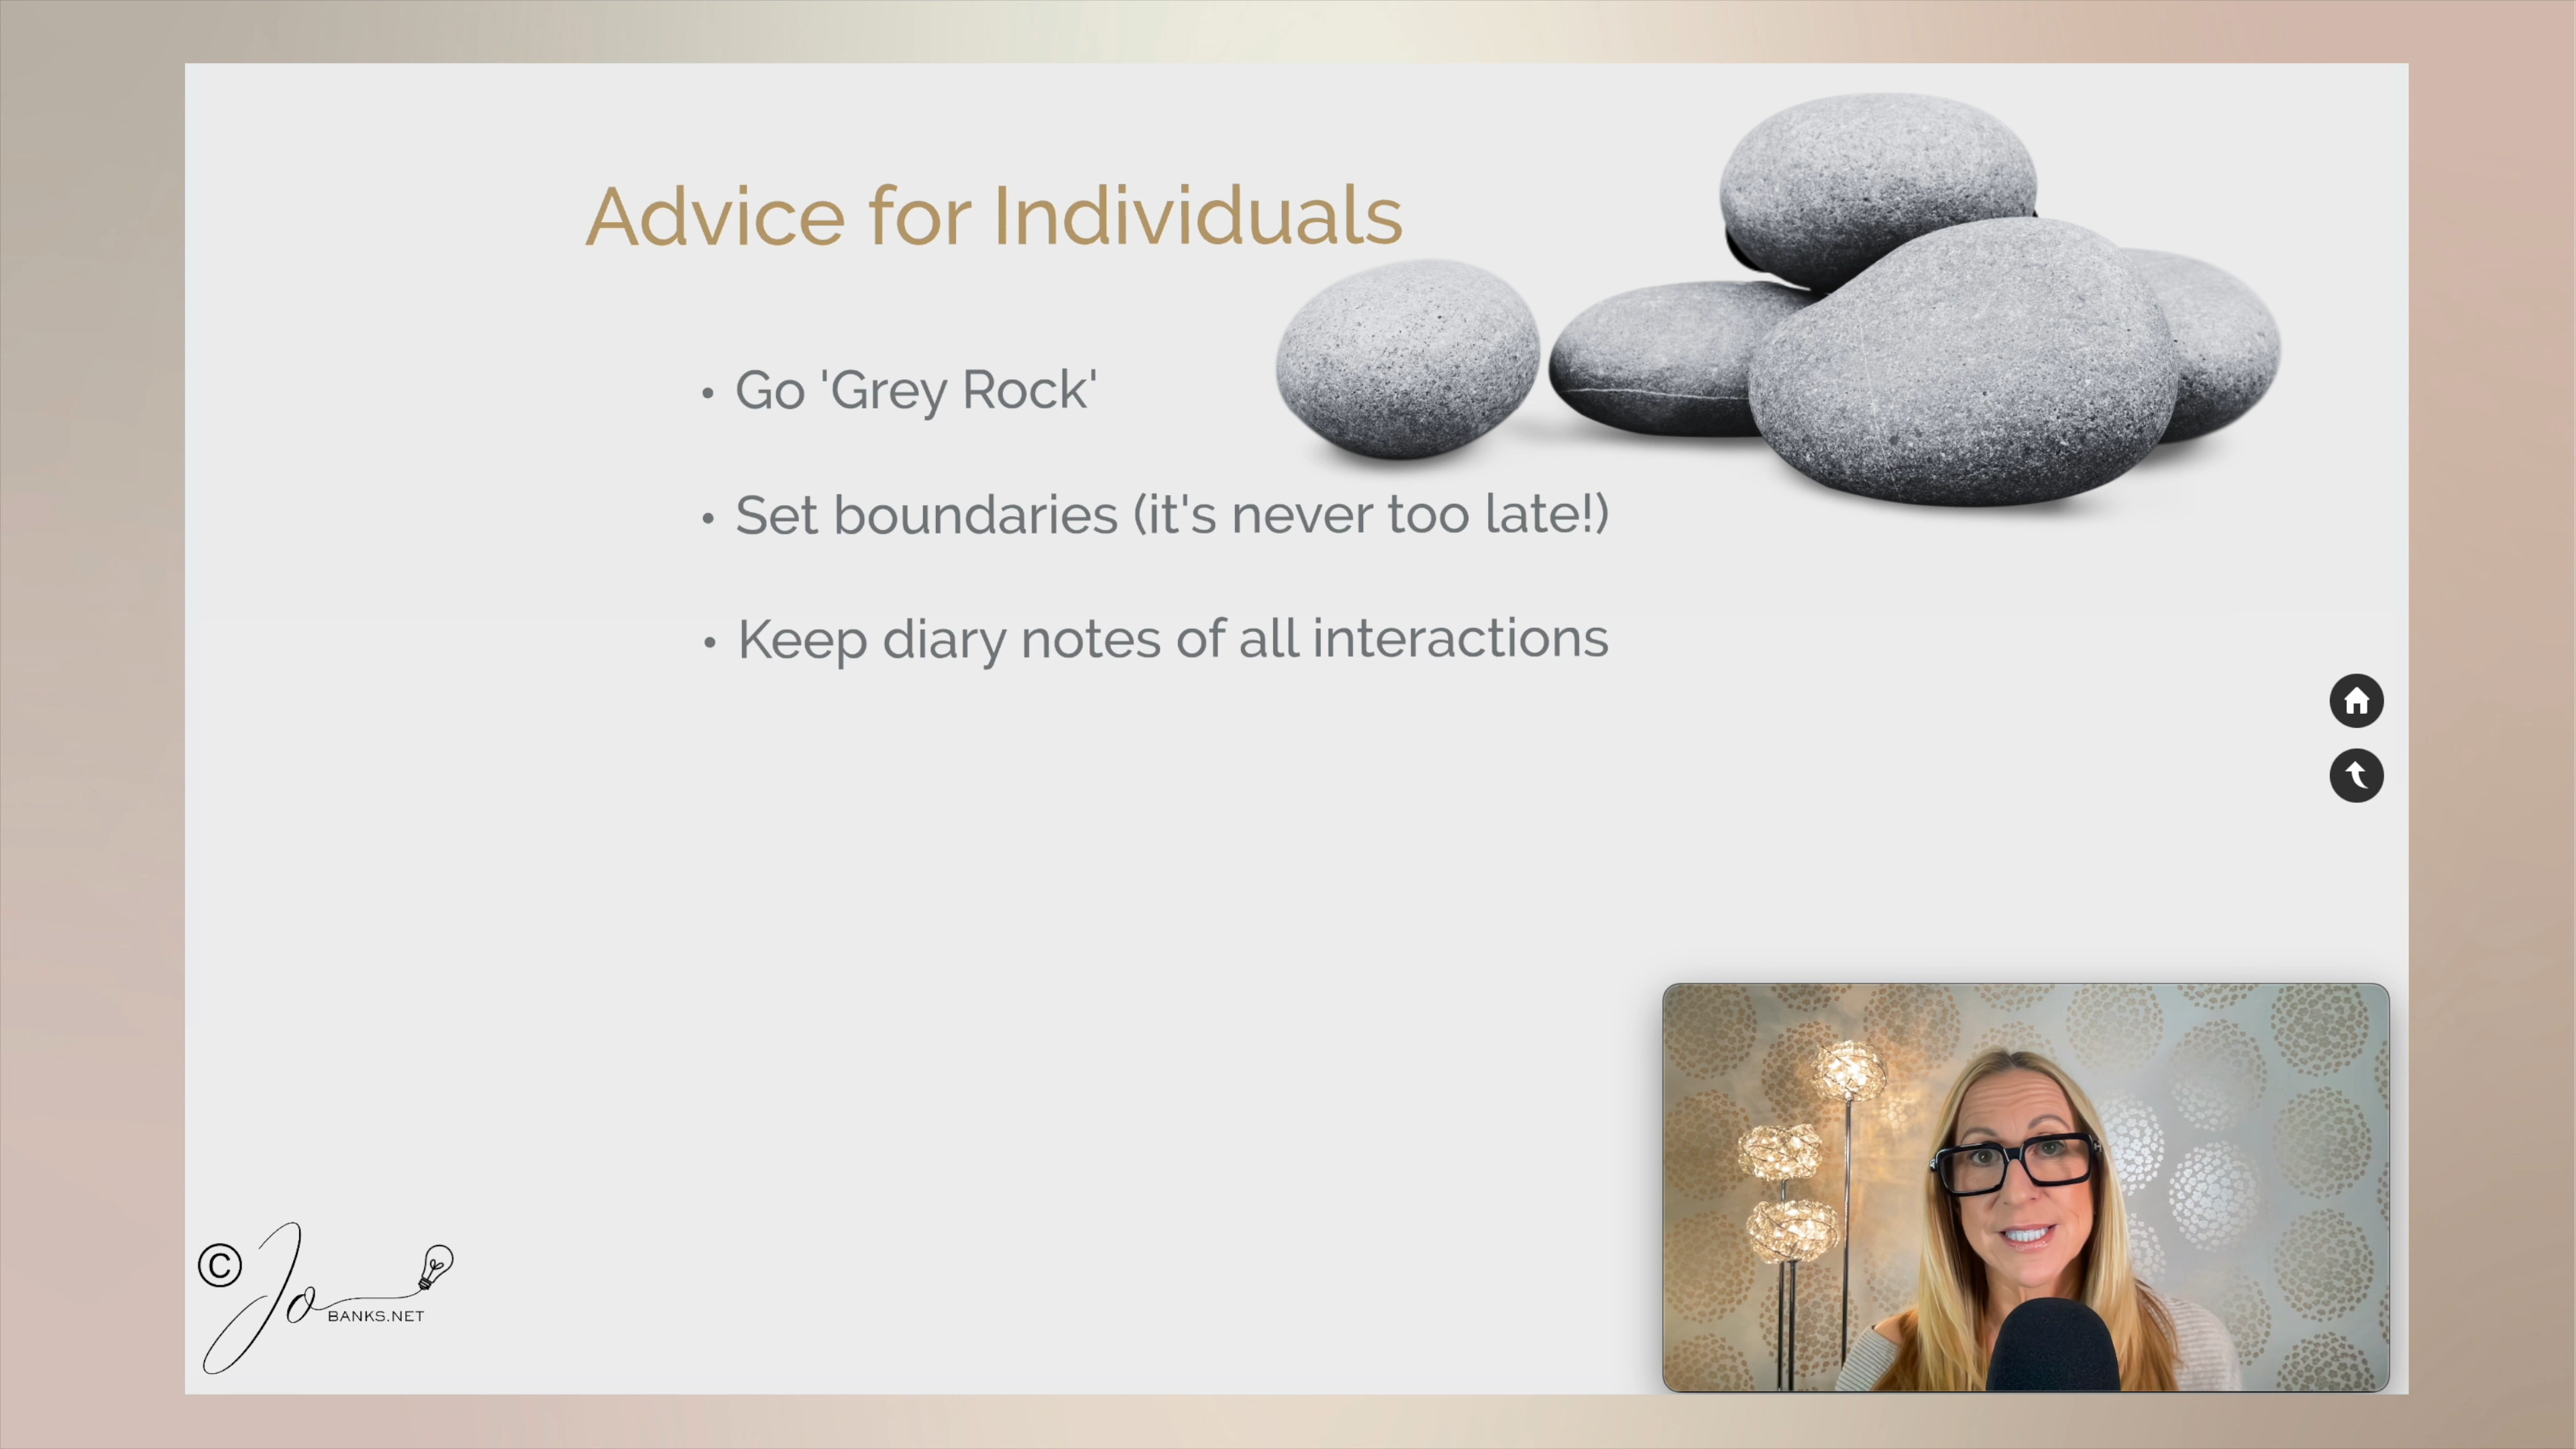 Advice for Individuals
• Go 'Grey Rock'
• Set boundaries (it's never too late!)
• Keep diary notes of all interactions
© Jo
BANKS.NET